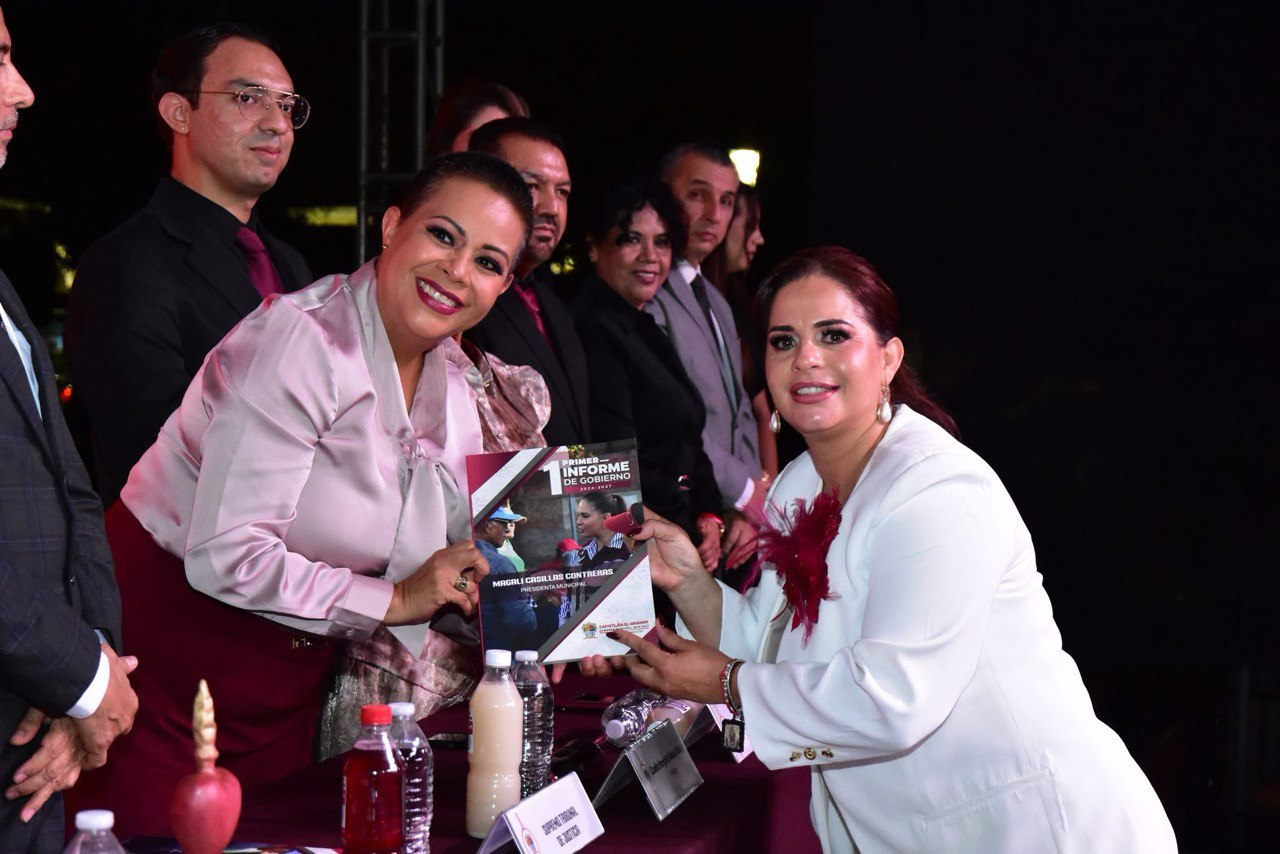 1 PRIMER
INFORME
DE GOBIERNO
2024-2027
MAGALI CASILLAS CONTRERAS
PRESIDENTA MUNICIPAL
ZAPOTLÁN EL GRANDE
SUPREMO TRIBUNAL
DE JUSTICIA